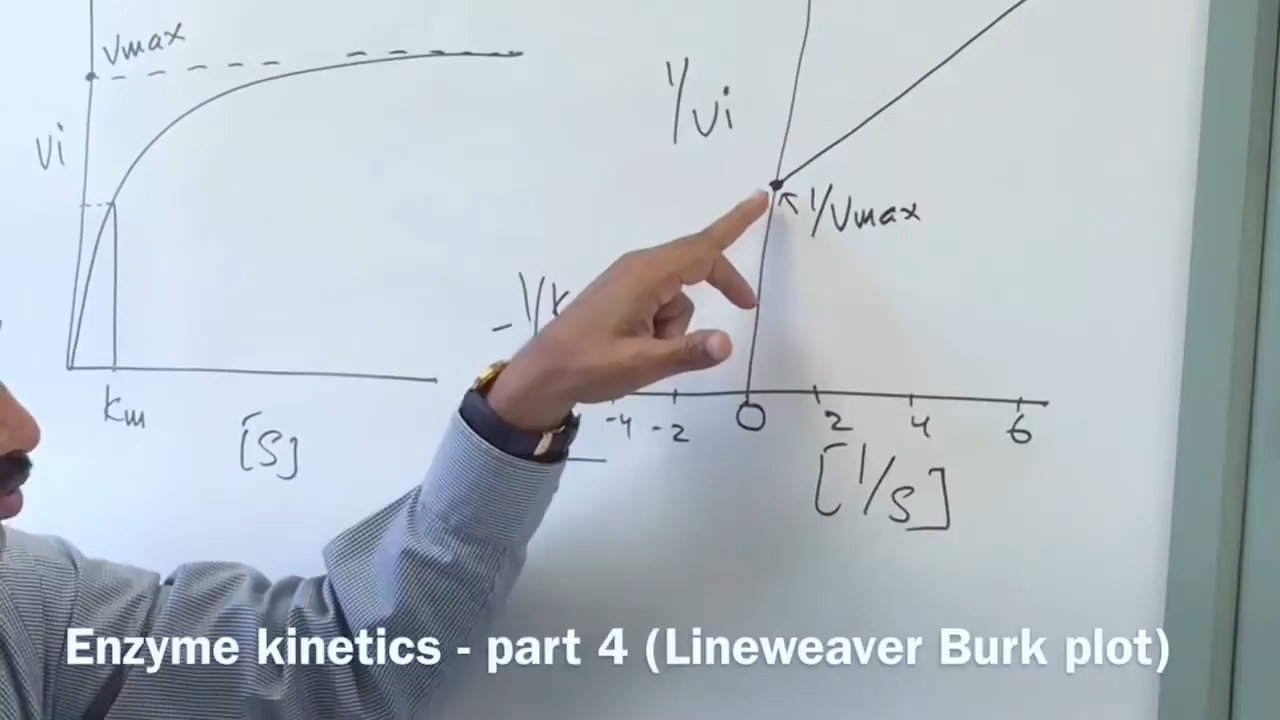 Vmax
Vi
Km
[S]
1/Vi
1/Vmax
-1/K
-4 -2 0 2 4 6
[1/S]
Enzyme kinetics - part 4 (Lineweaver Burk plot)